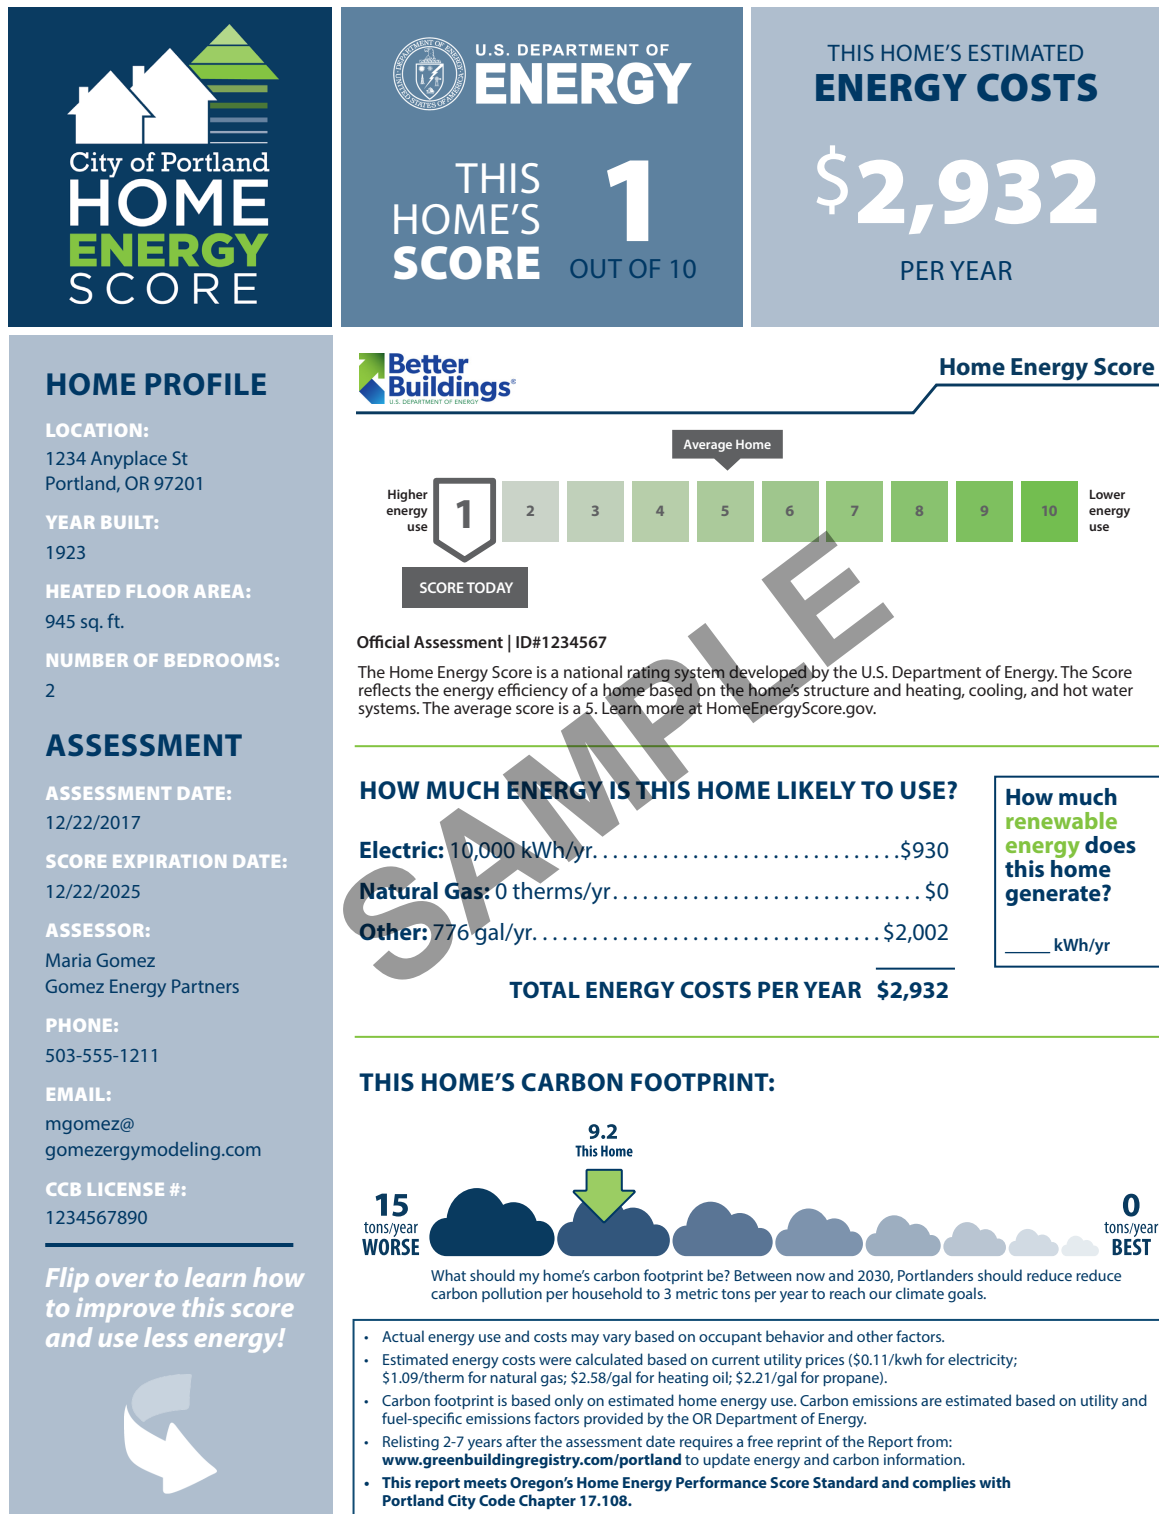 City of Portland
HOME
ENERGY
SCORE
U.S. DEPARTMENT OF
ENERGY
THIS
HOME'S
SCORE
1
OUT OF 10
THIS HOME'S ESTIMATED
ENERGY COSTS
$2,932
PER YEAR
HOME PROFILE
LOCATION:
1234 Anyplace St
Portland, OR 97201
YEAR BUILT:
1923
HEATED FLOOR AREA:
945 sq. ft.
NUMBER OF BEDROOMS:
2
ASSESSMENT
ASSESSMENT DATE:
12/22/2017
SCORE EXPIRATION DATE:
12/22/2025
ASSESSOR:
Maria Gomez
Gomez Energy Partners
PHONE:
503-555-1211
EMAIL:
mgomez@
gomezergymodeling.com
CCB LICENSE #:
1234567890
Flip over to learn how
to improve this score
and use less energy!
Better
Buildings®
U.S. DEPARTMENT OF ENERGY
Home Energy Score
Average Home
Higher
energy
use
1 2 3 4 5 6 7 8 9 10
Lower
energy
use
SCORE TODAY
Official Assessment | ID#1234567
The Home Energy Score is a national rating system developed by the U.S. Department of Energy. The Score
reflects the energy efficiency of a home based on the home's structure and heating, cooling, and hot water
systems. The average score is a 5. Learn more at HomeEnergyScore.gov.
SAMPLE
HOW MUCH ENERGY IS THIS HOME LIKELY TO USE?
Electric: 10,000 kWh/yr. . . . . . . . . . . . . . . . . . . . . . . . . . . . . .$930
Natural Gas: 0 therms/yr . . . . . . . . . . . . . . . . . . . . . . . . . . . . . $0
Other: 776 gal/yr. . . . . . . . . . . . . . . . . . . . . . . . . . . . . . . . . . $2,002
TOTAL ENERGY COSTS PER YEAR $2,932
How much
renewable
energy does
this home
generate?
_____ kWh/yr
THIS HOME'S CARBON FOOTPRINT:
9.2
This Home
15
tons/year
WORSE
0
tons/year
BEST
What should my home's carbon footprint be? Between now and 2030, Portlanders should reduce reduce
carbon pollution per household to 3 metric tons per year to reach our climate goals.
• Actual energy use and costs may vary based on occupant behavior and other factors.
• Estimated energy costs were calculated based on current utility prices ($0.11/kwh for electricity;
$1.09/therm for natural gas; $2.58/gal for heating oil; $2.21/gal for propane).
• Carbon footprint is based only on estimated home energy use. Carbon emissions are estimated based on utility and
fuel-specific emissions factors provided by the OR Department of Energy.
• Relisting 2-7 years after the assessment date requires a free reprint of the Report from:
www.greenbuildingregistry.com/portland to update energy and carbon information.
• This report meets Oregon's Home Energy Performance Score Standard and complies with
Portland City Code Chapter 17.108.